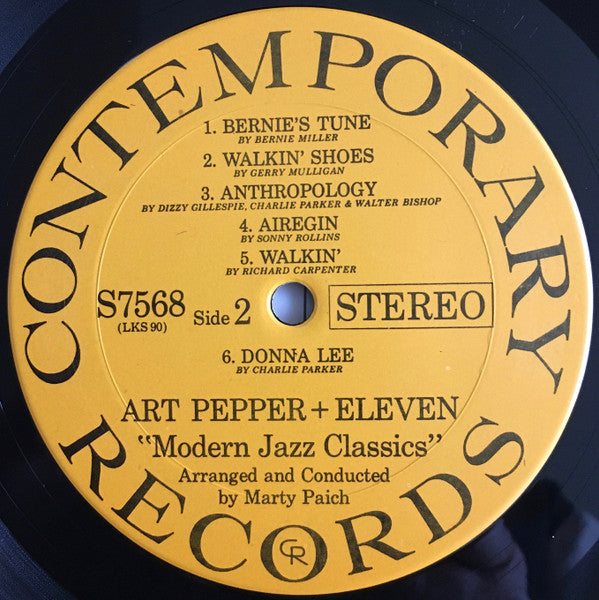 CONTEMPORARY
1. BERNIE'S TUNE
BY BERNIE MILLER
2. WALKIN' SHOES
BY GERRY MULLIGAN
3. ANTHROPOLOGY
BY DIZZY GILLESPIE, CHARLIE PARKER & WALTER BISHOP
4. AIREGIN
BY SONNY ROLLINS
5. WALKIN'
BY RICHARD CARPENTER
S7568
(LKS 90)
Side 2
STEREO
6. DONNA LEE
BY CHARLIE PARKER
ART PEPPER + ELEVEN
"Modern Jazz Classics"
Arranged and Conducted
by Marty Paich
RECORDS
CR